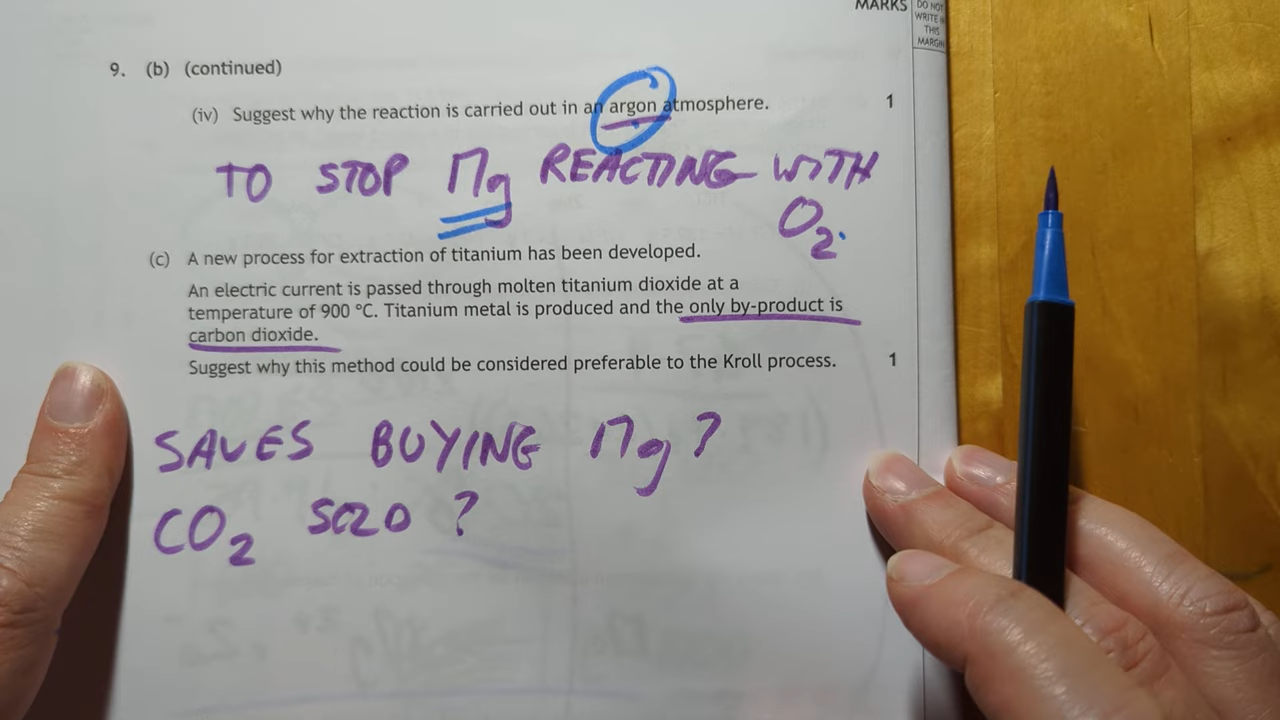 MARKS
DO NOT
WRITE IN
THIS
MARGIN
9. (b) (continued)
(iv) Suggest why the reaction is carried out in an argon atmosphere. 1
TO STOP Mg REACTING WITH
O₂.
(c) A new process for extraction of titanium has been developed.
An electric current is passed through molten titanium dioxide at a
temperature of 900 °C. Titanium metal is produced and the only by-product is
carbon dioxide.
Suggest why this method could be considered preferable to the Kroll process. 1
SAVES BUYING Mg?
CO₂ SOLD ?